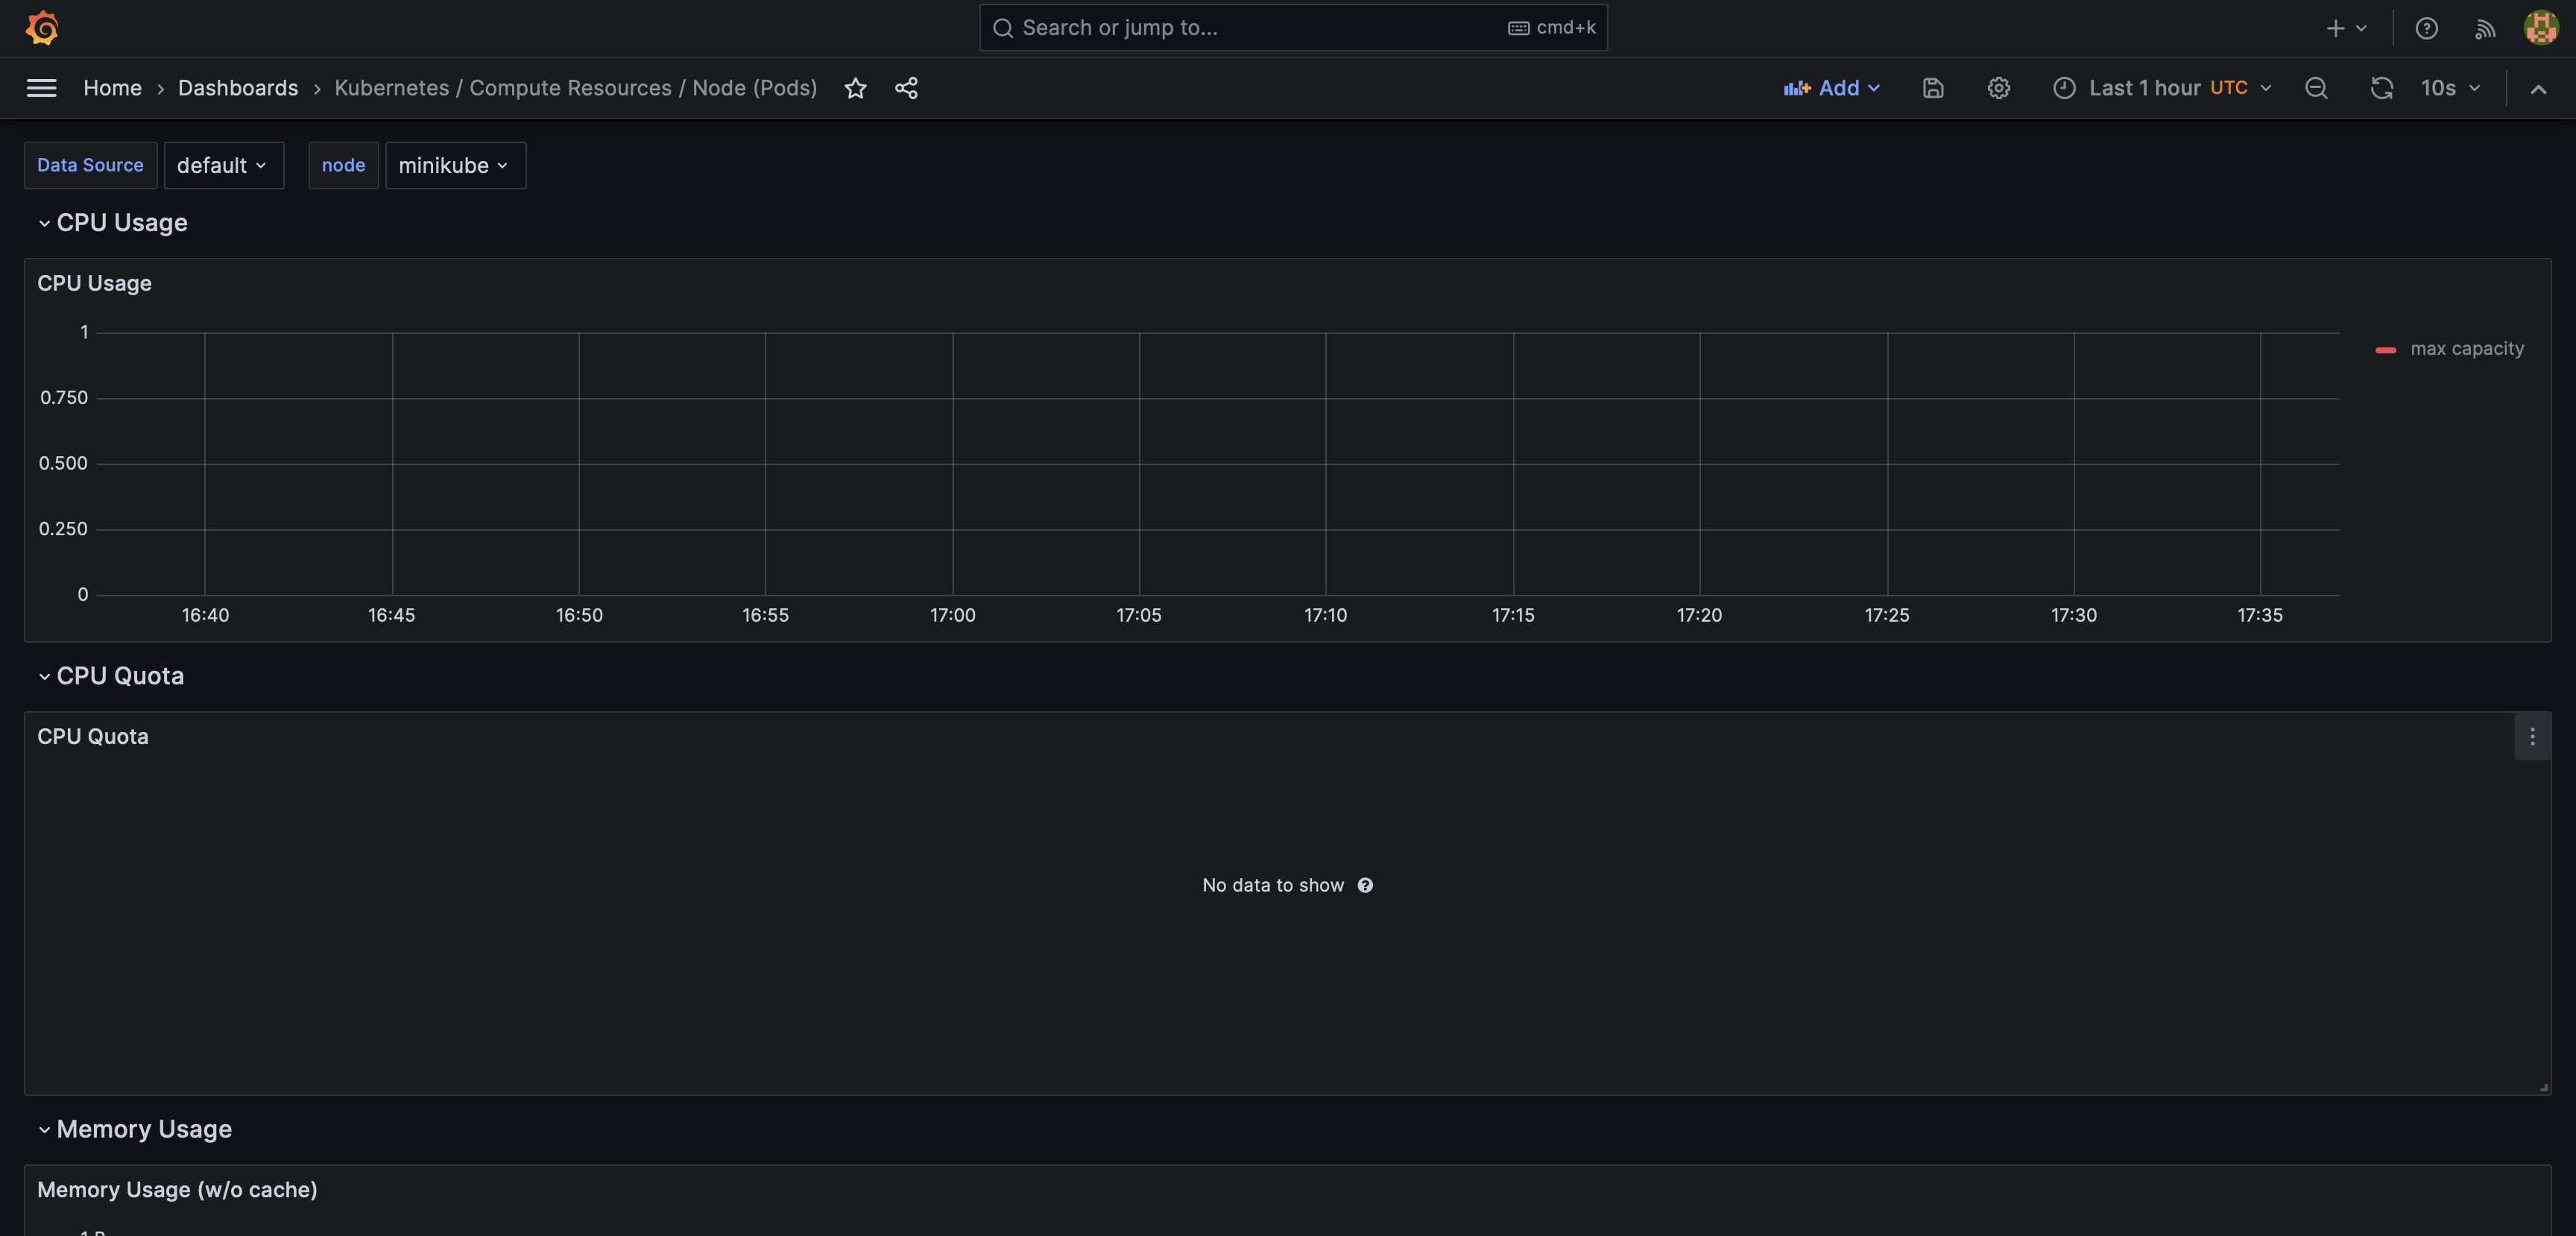 Search or jump to...
cmd+k
Home
Dashboards
Kubernetes / Compute Resources / Node (Pods)
Add
Last 1 hour UTC
10s
Data Source
default
node
minikube
CPU Usage
CPU Usage
1
0.750
0.500
0.250
0
16:40
16:45
16:50
16:55
17:00
17:05
17:10
17:15
17:20
17:25
17:30
17:35
max capacity
CPU Quota
CPU Quota
No data to show
Memory Usage
Memory Usage (w/o cache)